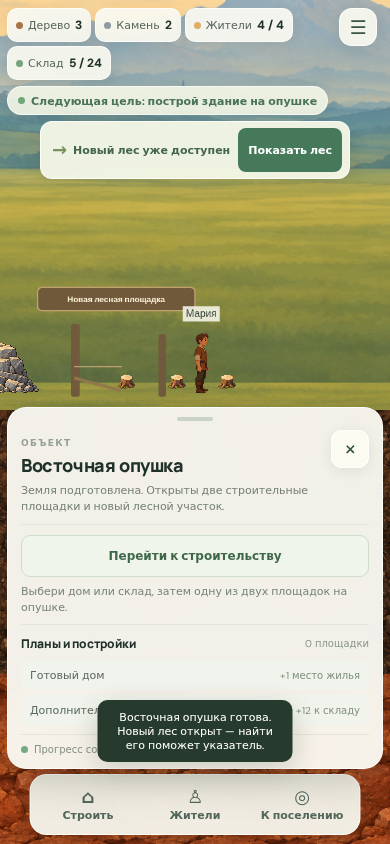 Дерево 3
Камень 2
Жители 4 / 4
Склад 5 / 24
Следующая цель: построй здание на опушке
→ Новый лес уже доступен
Показать лес
Новая лесная площадка
Мария
ОБЪЕКТ
Восточная опушка
Земля подготовлена. Открыты две строительные
площадки и новый лесной участок.
Перейти к строительству
Выбери дом или склад, затем одну из двух площадок на
опушке.
Планы и постройки
0 площадки
Готовый дом
+1 место жилья
Дополнител
+12 к складу
Прогресс со
Восточная опушка готова.
Новый лес открыт — найти
его поможет указатель.
Строить
Жители
К поселению